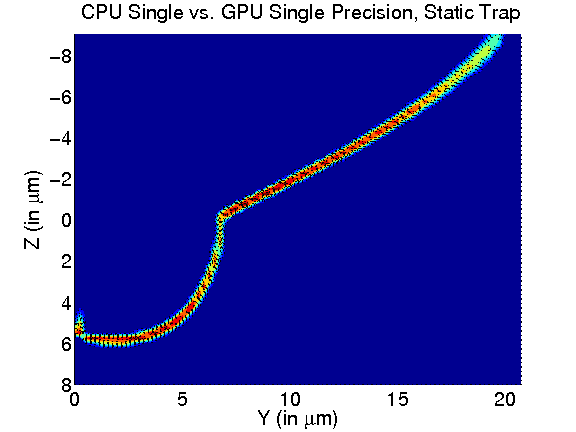 CPU Single vs. GPU Single Precision, Static Trap
−8
−6
−4
−2
0
2
4
6
8
Z (in μm)
0 5 10 15 20
Y (in μm)